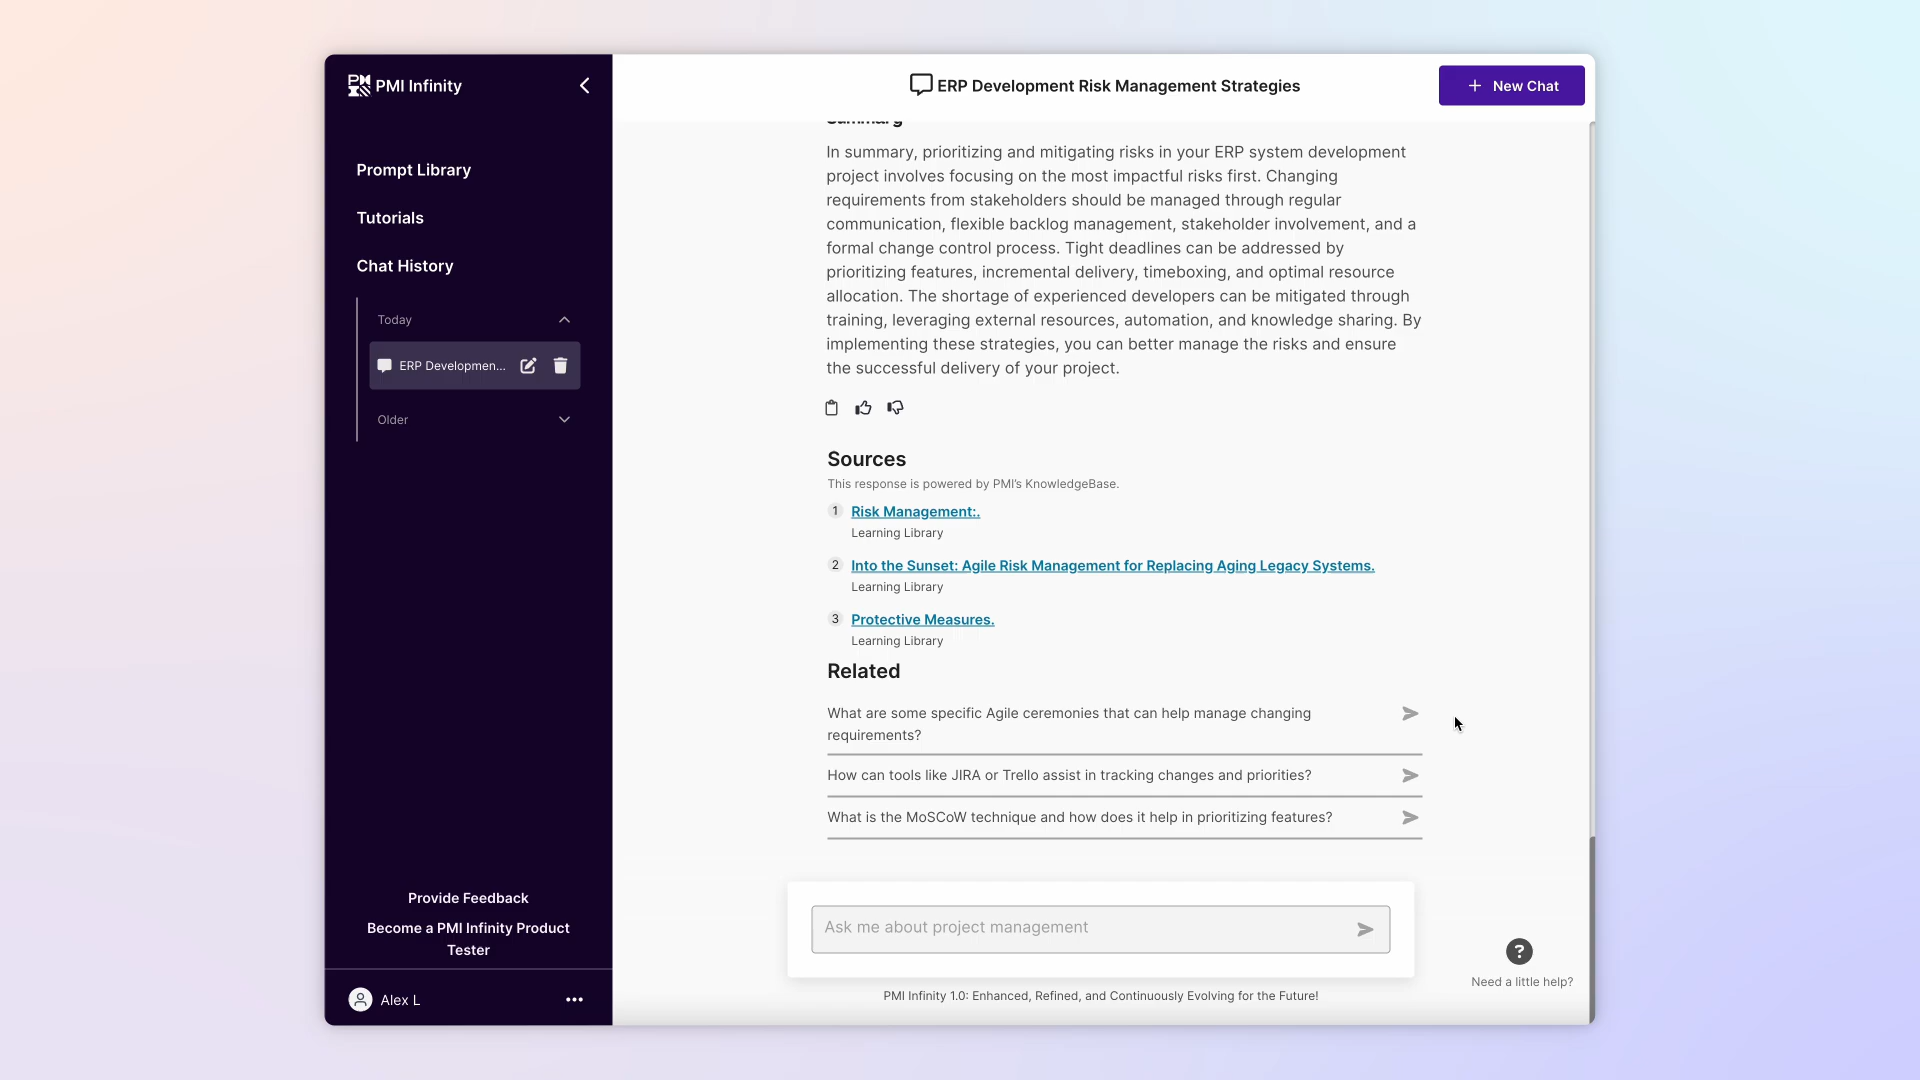 PMI Infinity
Prompt Library
Tutorials
Chat History
Today
ERP Developmen...
Older
Provide Feedback
Become a PMI Infinity Product
Tester
Alex L
ERP Development Risk Management Strategies
+ New Chat
Summary
In summary, prioritizing and mitigating risks in your ERP system development
project involves focusing on the most impactful risks first. Changing
requirements from stakeholders should be managed through regular
communication, flexible backlog management, stakeholder involvement, and a
formal change control process. Tight deadlines can be addressed by
prioritizing features, incremental delivery, timeboxing, and optimal resource
allocation. The shortage of experienced developers can be mitigated through
training, leveraging external resources, automation, and knowledge sharing. By
implementing these strategies, you can better manage the risks and ensure
the successful delivery of your project.
Sources
This response is powered by PMI's KnowledgeBase.
1 Risk Management:.
Learning Library
2 Into the Sunset: Agile Risk Management for Replacing Aging Legacy Systems.
Learning Library
3 Protective Measures.
Learning Library
Related
What are some specific Agile ceremonies that can help manage changing
requirements?
How can tools like JIRA or Trello assist in tracking changes and priorities?
What is the MoSCoW technique and how does it help in prioritizing features?
Ask me about project management
PMI Infinity 1.0: Enhanced, Refined, and Continuously Evolving for the Future!
?
Need a little help?